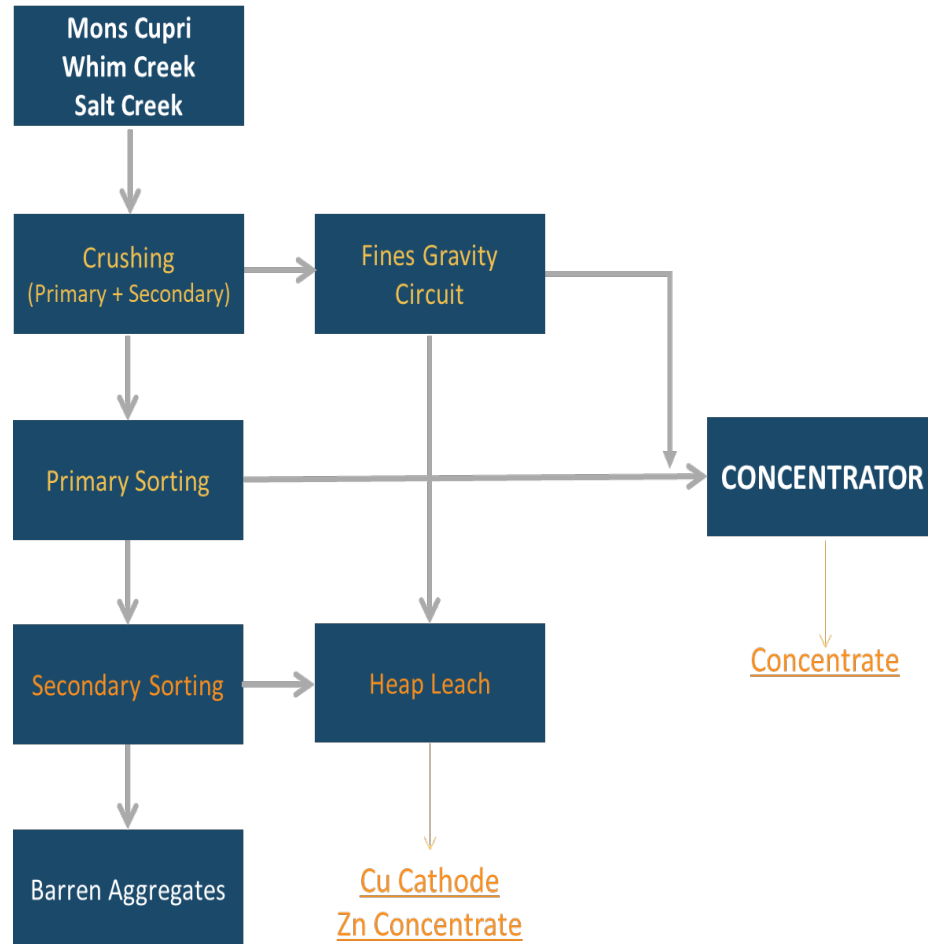 Mons Cupri
Whim Creek
Salt Creek
Crushing
(Primary + Secondary)
Fines Gravity
Circuit
Primary Sorting
CONCENTRATOR
Secondary Sorting
Heap Leach
Concentrate
Barren Aggregates
Cu Cathode
Zn Concentrate